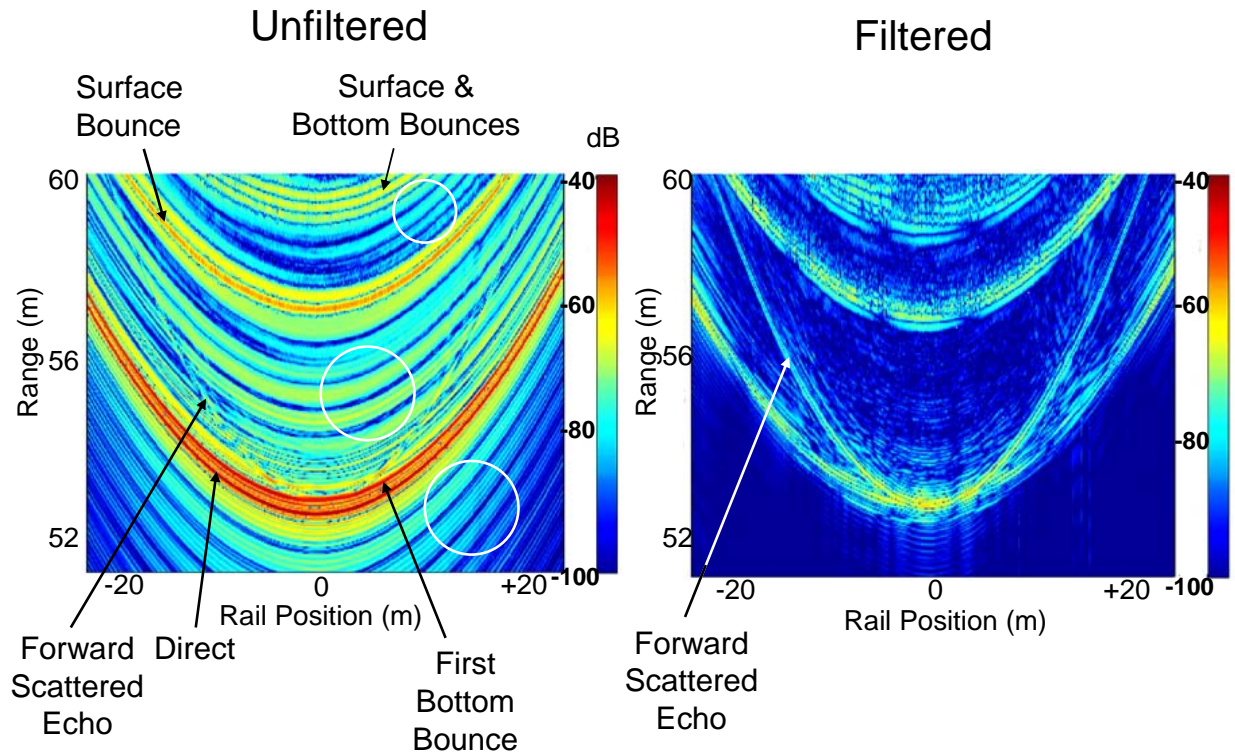 Unfiltered
Filtered
Surface
Bounce
Surface &
Bottom Bounces
dB
60
56
52
Range (m)
-20
0
+20
Rail Position (m)
-40
-60
-80
-100
Forward
Scattered
Echo
Direct
First
Bottom
Bounce
60
56
52
Range (m)
-20
0
+20
Rail Position (m)
-40
-60
-80
-100
Forward
Scattered
Echo